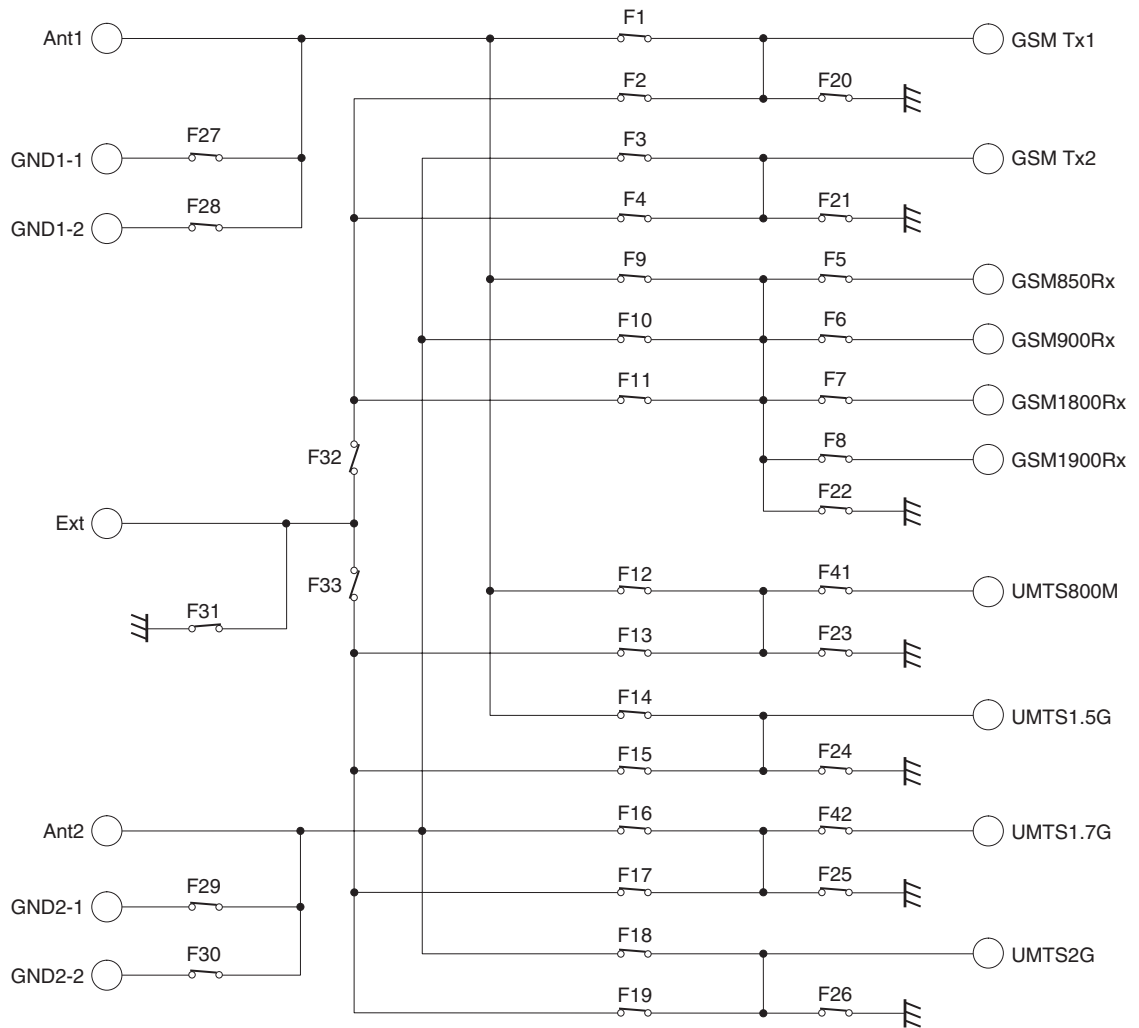 F1
Ant1
GSM Tx1
F2
F20
F27
F3
GND1-1
GSM Tx2
F28
F4
F21
GND1-2
F9
F5
GSM850Rx
F10
F6
GSM900Rx
F11
F7
GSM1800Rx
F32
F8
GSM1900Rx
F22
Ext
F33
F12
F41
UMTS800M
F31
F13
F23
F14
UMTS1.5G
F15
F24
Ant2
F16
F42
UMTS1.7G
F29
F17
F25
GND2-1
F18
UMTS2G
F30
GND2-2
F19
F26